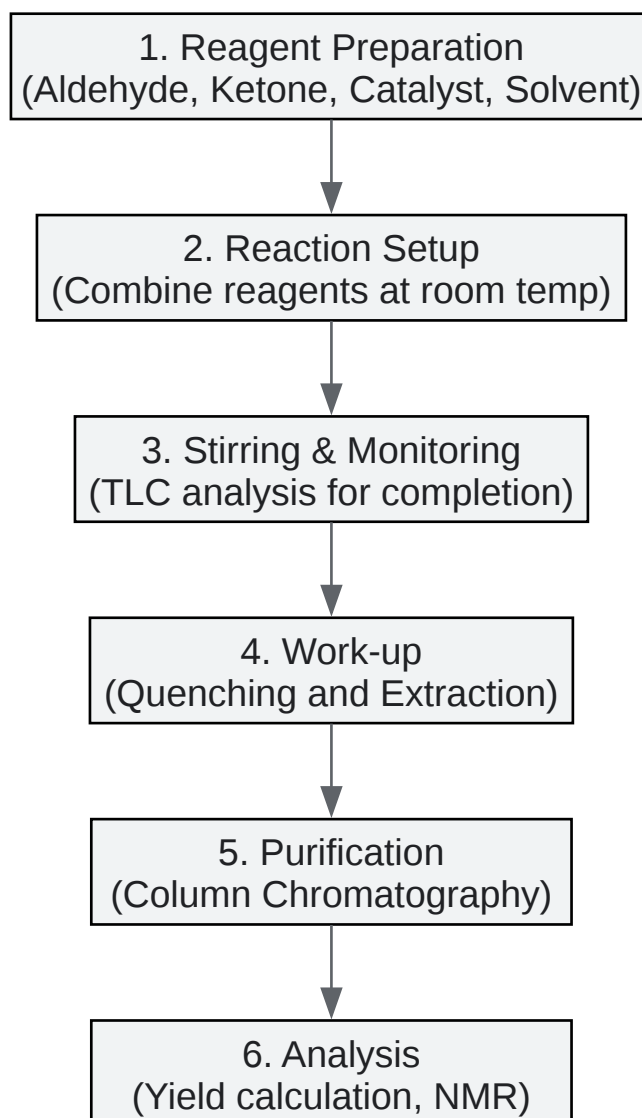 1. Reagent Preparation
(Aldehyde, Ketone, Catalyst, Solvent)
2. Reaction Setup
(Combine reagents at room temp)
3. Stirring & Monitoring
(TLC analysis for completion)
4. Work-up
(Quenching and Extraction)
5. Purification
(Column Chromatography)
6. Analysis
(Yield calculation, NMR)